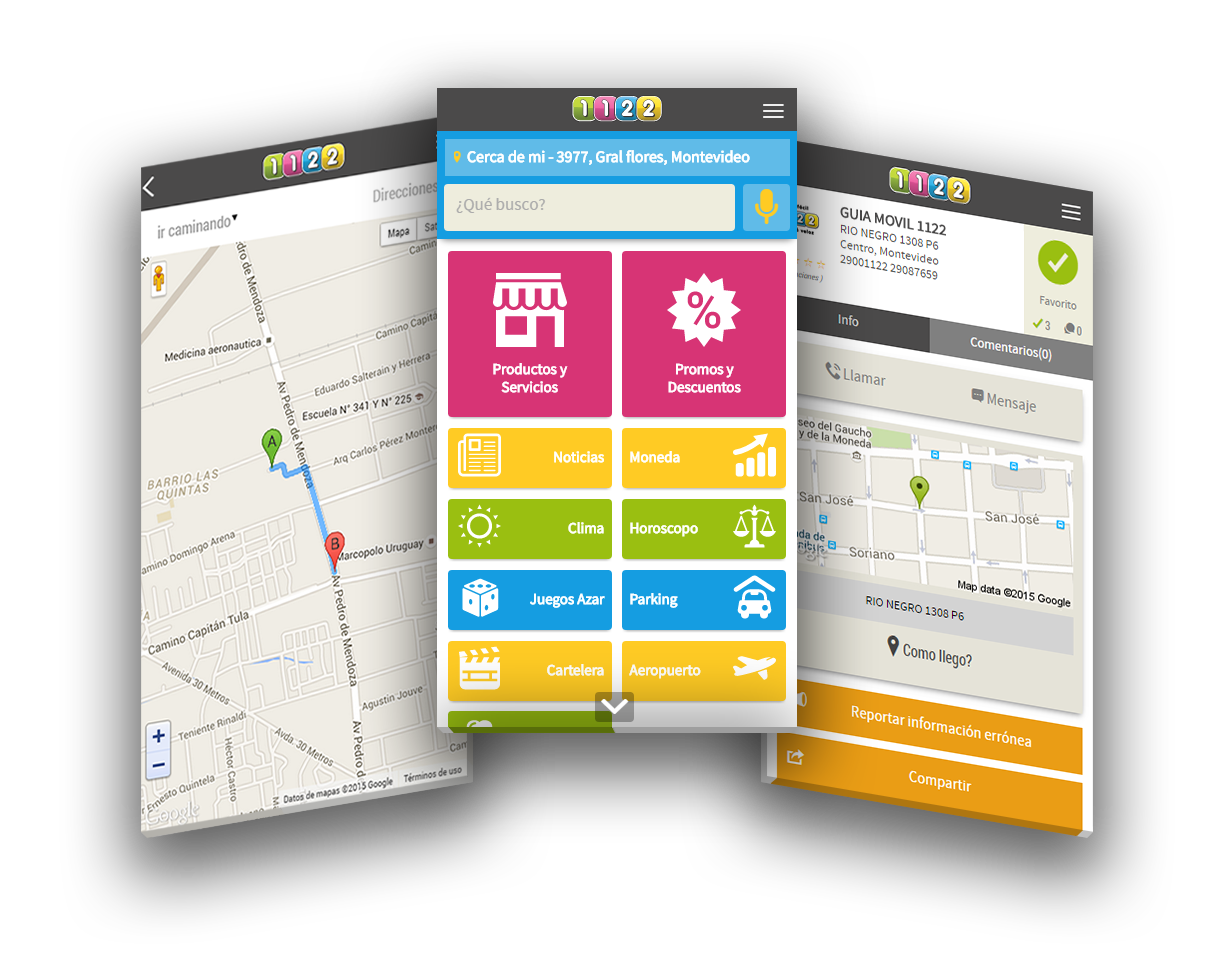 1122
ir caminando
Direcciones
Mapa
Camino
Av Pedro de Mendoza
Camino Capita
Medicina aeronautica
Eduardo Salterain y Herrera
Av Pedro de Mendoza
Escuela N° 341 Y N° 225
Arq Carlos Pérez Montero
A
BARRIO LAS
QUINTAS
B
Marcopolo Uruguay
Camino Domingo Arena
Av Pedro de Mendoza
Camino Capitán Tula
Avenida 30 Metros
Agustin Jouve
Av Pedro de
Teniente Rinaldi
Héctor Castro
Avda. 30 Metros
Ernesto Quintela
Datos de mapas ©2015 Google
Términos de uso
Google
1122
Cerca de mi - 3977, Gral flores, Montevideo
¿Qué busco?
Productos y
Servicios
%
Promos y
Descuentos
Noticias
Moneda
Clima
Horoscopo
Juegos Azar
Parking
Cartelera
Aeropuerto
1122
GUIA MOVIL 1122
RIO NEGRO 1308 P6
Centro, Montevideo
29001122 29087659
Favorito
3
0
Info
Comentarios(0)
Llamar
Mensaje
seo del Gaucho
y de la Moneda
San José
San José
Soriano
Map data ©2015 Google
RIO NEGRO 1308 P6
Como llego?
Reportar información errónea
Compartir